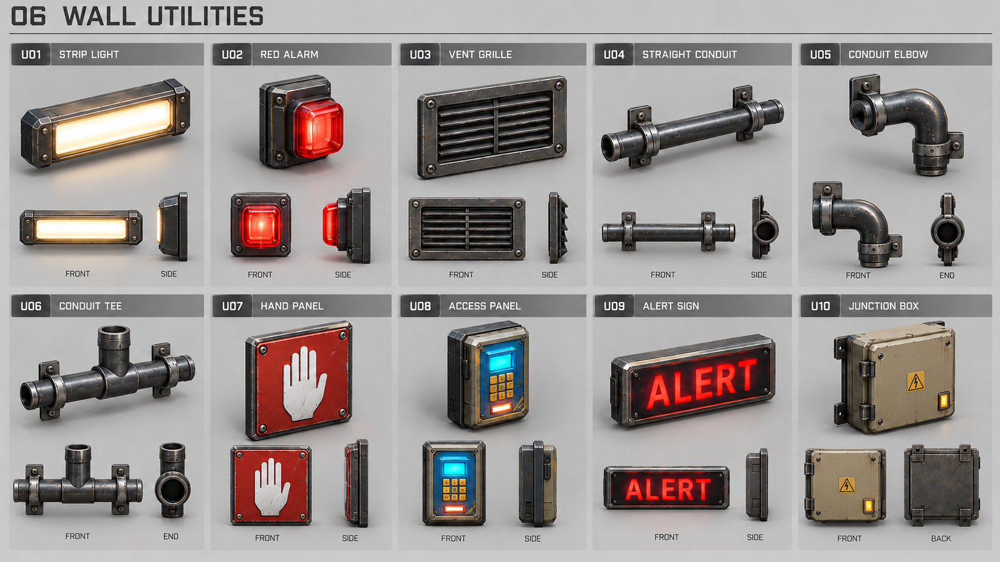 06 WALL UTILITIES
U01 STRIP LIGHT
FRONT
SIDE
U02 RED ALARM
FRONT
SIDE
U03 VENT GRILLE
FRONT
SIDE
U04 STRAIGHT CONDUIT
FRONT
SIDE
U05 CONDUIT ELBOW
FRONT
END
U06 CONDUIT TEE
FRONT
END
U07 HAND PANEL
FRONT
SIDE
U08 ACCESS PANEL
FRONT
SIDE
U09 ALERT SIGN
ALERT
ALERT
FRONT
SIDE
U10 JUNCTION BOX
FRONT
BACK